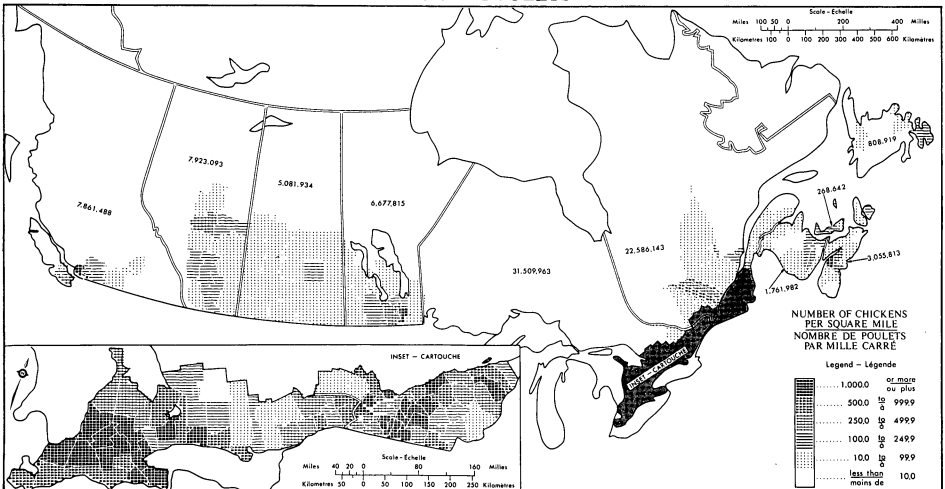 Scale - Échelle
Miles 100 50 0 200 400 Milles
Kilometres 100 0 100 200 300 400 500 600 Kilomètres
808,919
7,923,093
5,081,934
268,642
7,861,488
6,677,815
22,586,143
3,055,813
31,509,963
1,761,982
NUMBER OF CHICKENS
PER SQUARE MILE
NOMBRE DE POULETS
PAR MILLE CARRÉ
INSET - CARTOUCHE
INSET - CARTOUCHE
Legend - Légende
1,000.0 or more
ou plus
500.0 to
à 999.9
250.0 to
à 499.9
100.0 to
à 249.9
10.0 to
à 99.9
less than
moins de 10.0
Scale - Échelle
Miles 40 20 0 80 160 Milles
Kilometres 50 0 50 100 150 200 250 Kilomètres